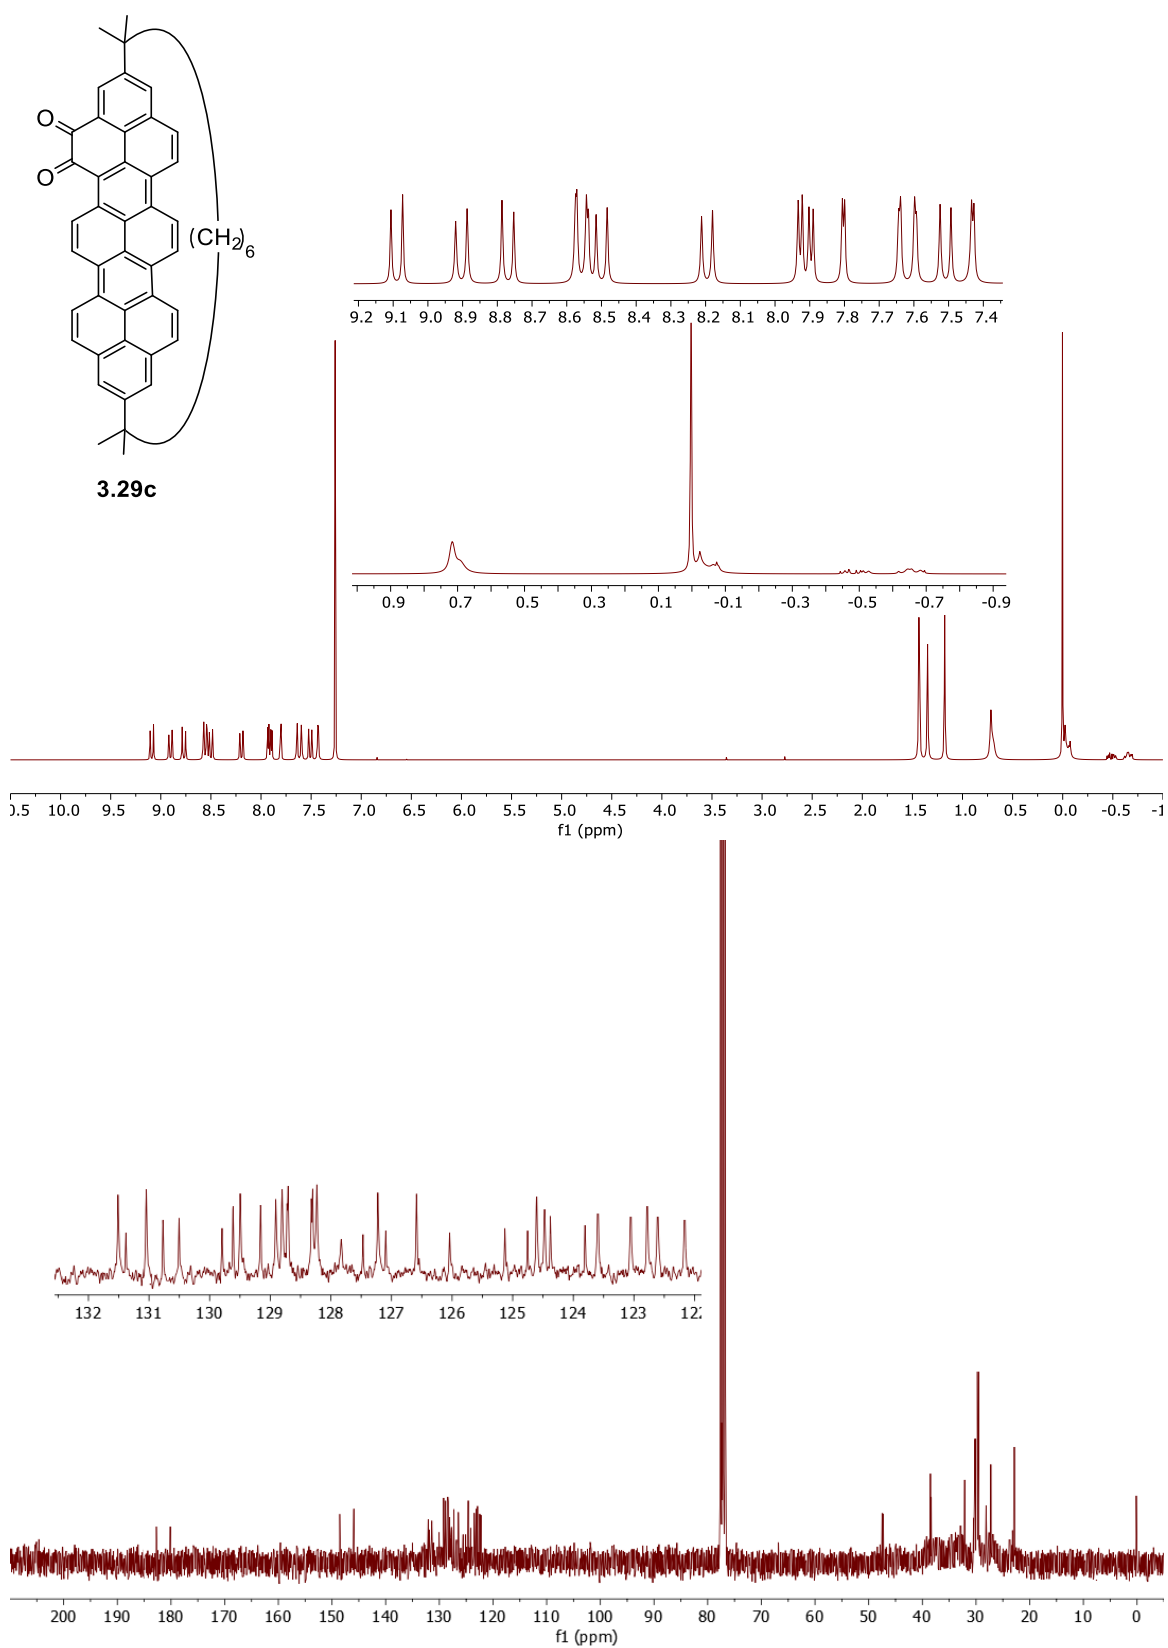 O
O
(CH2)6
3.29c
9.2 9.1 9.0 8.9 8.8 8.7 8.6 8.5 8.4 8.3 8.2 8.1 8.0 7.9 7.8 7.7 7.6 7.5 7.4
0.9 0.7 0.5 0.3 0.1 -0.1 -0.3 -0.5 -0.7 -0.9
0.5 10.0 9.5 9.0 8.5 8.0 7.5 7.0 6.5 6.0 5.5 5.0 4.5 4.0 3.5 3.0 2.5 2.0 1.5 1.0 0.5 0.0 -0.5 -1
f1 (ppm)
132 131 130 129 128 127 126 125 124 123 122
200 190 180 170 160 150 140 130 120 110 100 90 80 70 60 50 40 30 20 10 0
f1 (ppm)